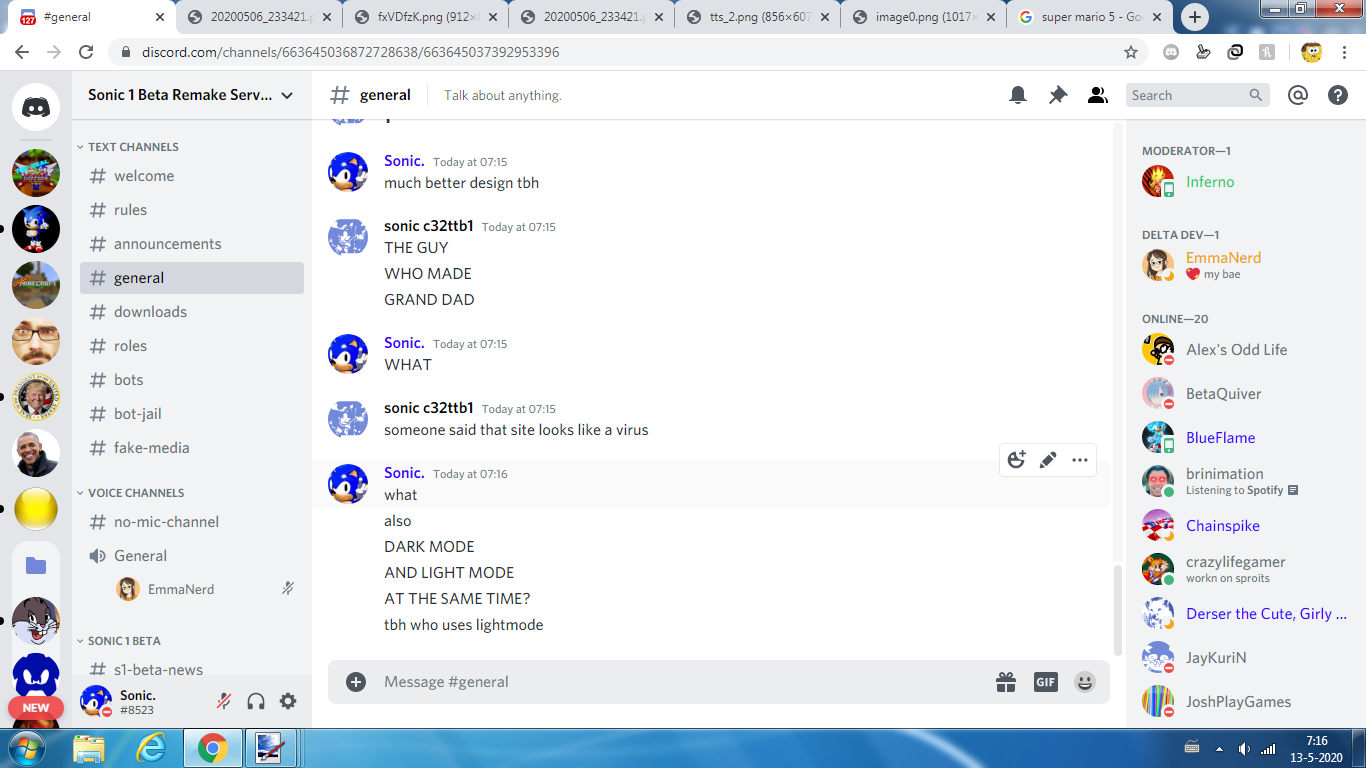 127
#general
20200506_233421.p
fxVDfzK.png (912×
20200506_233421.p
tts_2.png (856×607
image0.png (1017×
super mario 5 - Go
discord.com/channels/663645036872728638/663645037392953396
Sonic 1 Beta Remake Serv...
general
Talk about anything.
Search
TEXT CHANNELS
welcome
rules
announcements
general
downloads
roles
bots
bot-jail
fake-media
VOICE CHANNELS
no-mic-channel
General
EmmaNerd
SONIC 1 BETA
s1-beta-news
NEW
Sonic.
#8523
Sonic. Today at 07:15
much better design tbh
sonic c32ttb1 Today at 07:15
THE GUY
WHO MADE
GRAND DAD
Sonic. Today at 07:15
WHAT
sonic c32ttb1 Today at 07:15
someone said that site looks like a virus
Sonic. Today at 07:16
what
also
DARK MODE
AND LIGHT MODE
AT THE SAME TIME?
tbh who uses lightmode
Message #general
GIF
MODERATOR—1
Inferno
DELTA DEV—1
EmmaNerd
my bae
ONLINE—20
Alex's Odd Life
BetaQuiver
BlueFlame
brinimation
Listening to Spotify
Chainspike
crazylifegamer
workn on sproits
Derser the Cute, Girly ...
JayKuriN
JoshPlayGames
7:16
13-5-2020